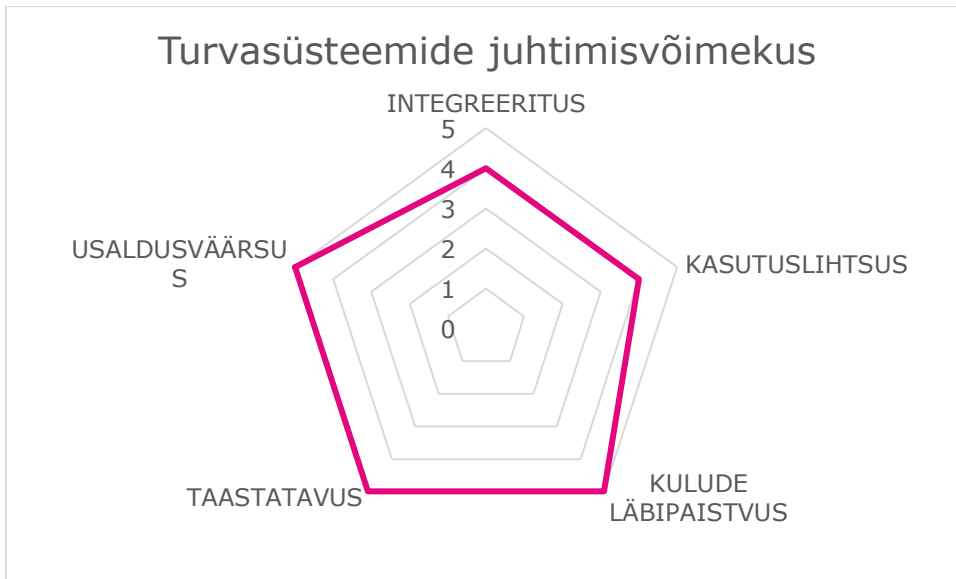 Turvasüsteemide juhtimisvõimekus
INTEGREERITUS
5
4
3
2
1
0
KASUTUSLIHTSUS
KULUDE
LÄBIPAISTVUS
TAASTATAVUS
USALDUSVÄÄRSU
S